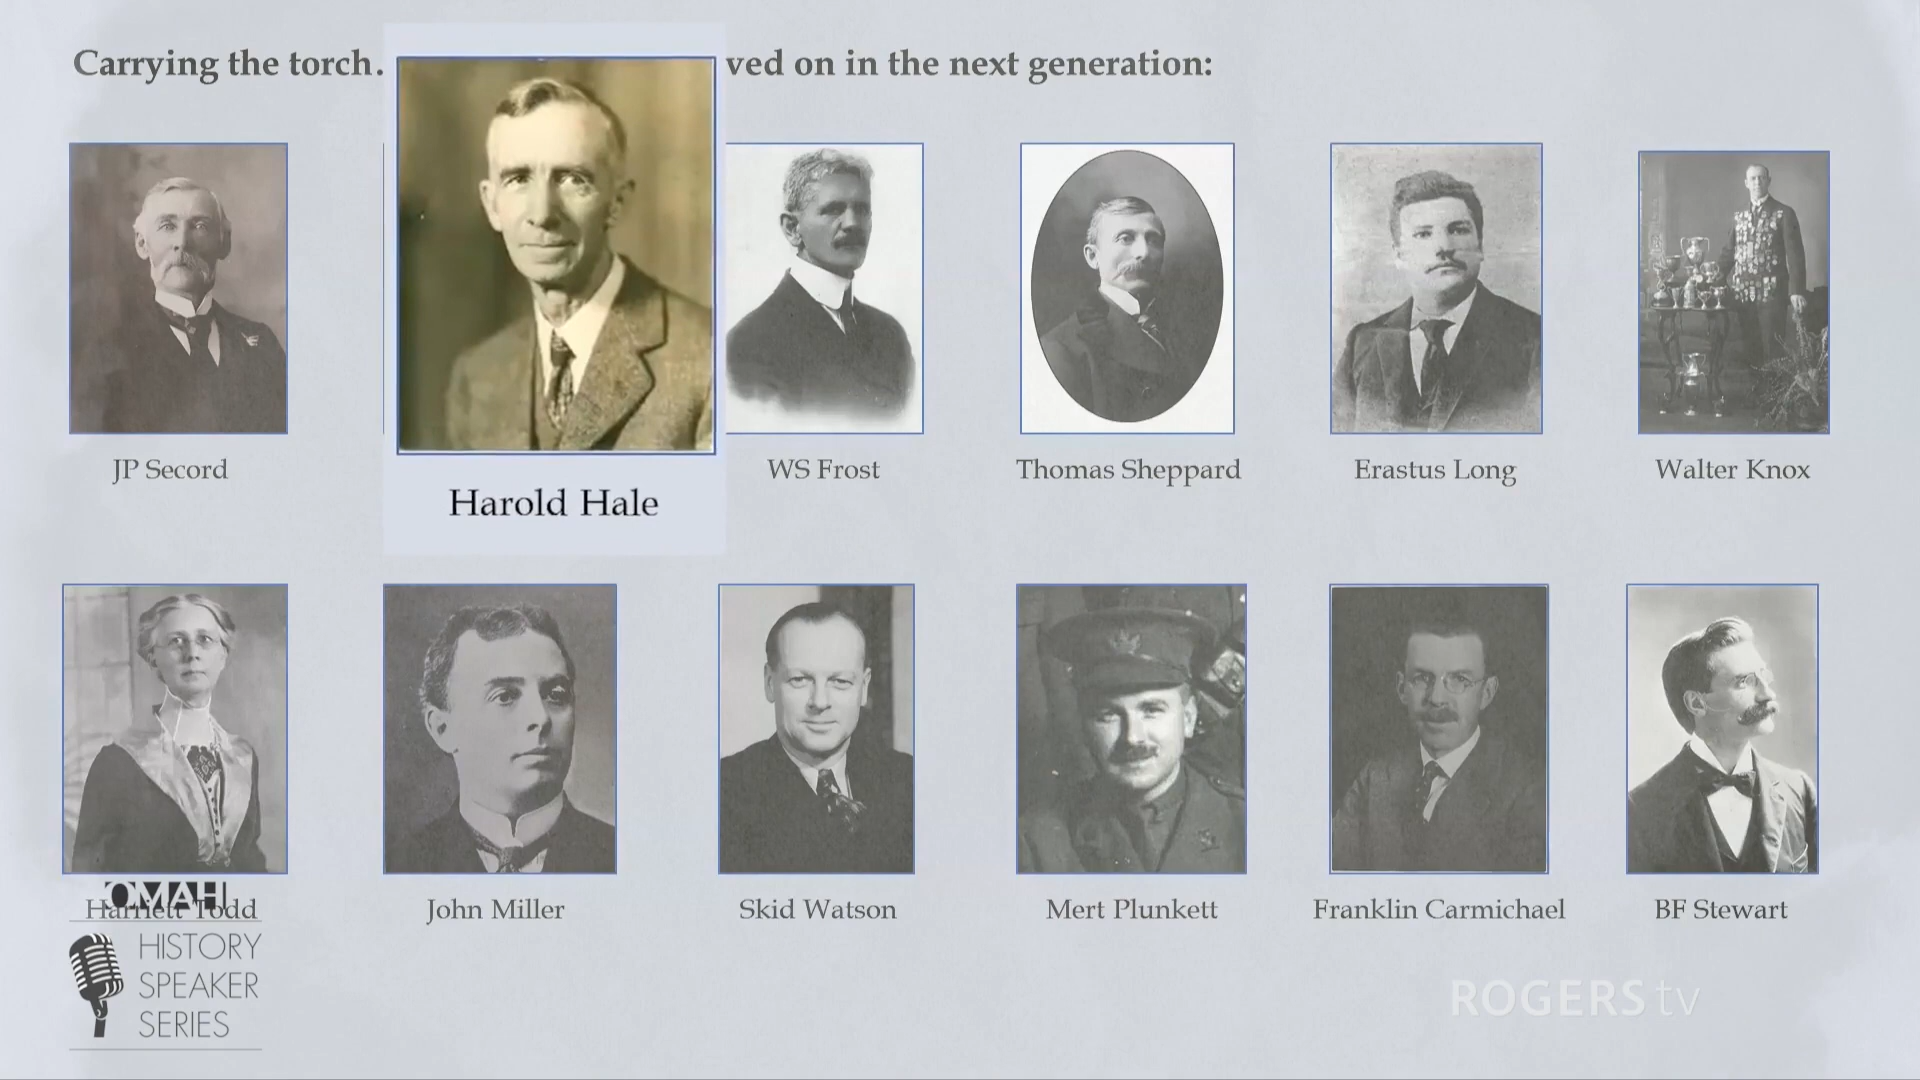 Carrying the torch. ved on in the next generation:
JP Secord
Harold Hale
WS Frost
Thomas Sheppard
Erastus Long
Walter Knox
Harriett Todd
John Miller
Skid Watson
Mert Plunkett
Franklin Carmichael
BF Stewart
OMAH
HISTORY
SPEAKER
SERIES
ROGERS tv